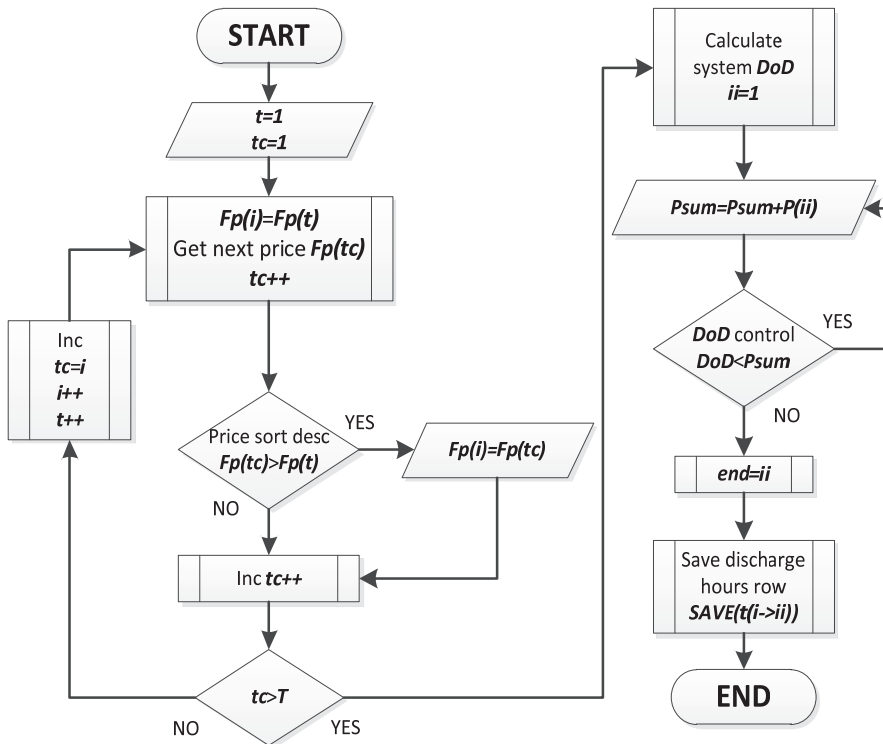 START
t=1
tc=1
Fp(i)=Fp(t)
Get next price Fp(tc)
tc++
Inc
tc=i
i++
t++
Price sort desc
Fp(tc)>Fp(t)
YES
NO
Fp(i)=Fp(tc)
Inc tc++
tc>T
NO
YES
Calculate
system DoD
ii=1
Psum=Psum+P(ii)
DoD control
DoD<Psum
YES
NO
end=ii
Save discharge
hours row
SAVE(t(i->ii))
END